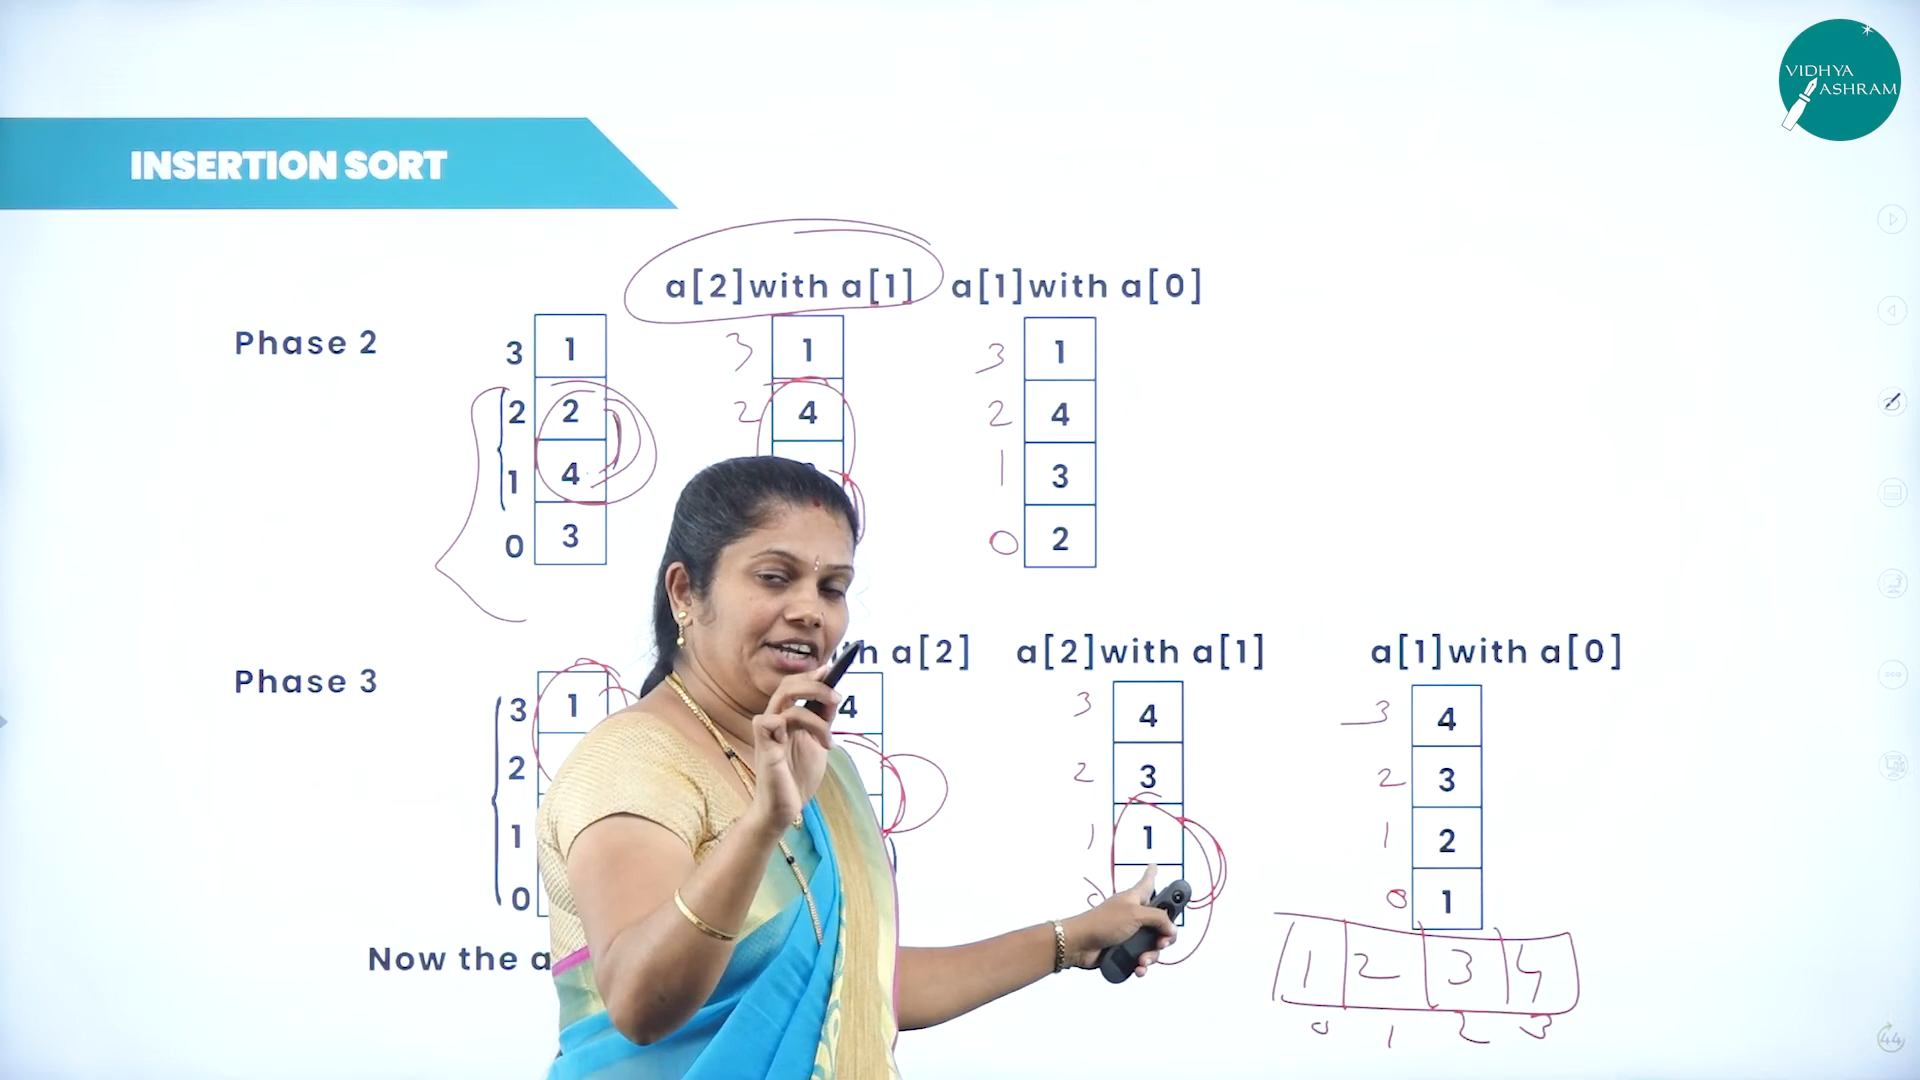 VIDHYA
ASHRAM
INSERTION SORT
a[2]with a[1] a[1]with a[0]
Phase 2
3 1 3 1 3 1
2 2 2 4 2 4
1 4 1 3
0 3 0 2
a[2] a[2]with a[1] a[1]with a[0]
Phase 3
3 1 4 3 4 3 4
2 2 3 2 3
1 1 1 1 2
0 0 1
Now the a
1 2 3 4
0 1 2 3
44